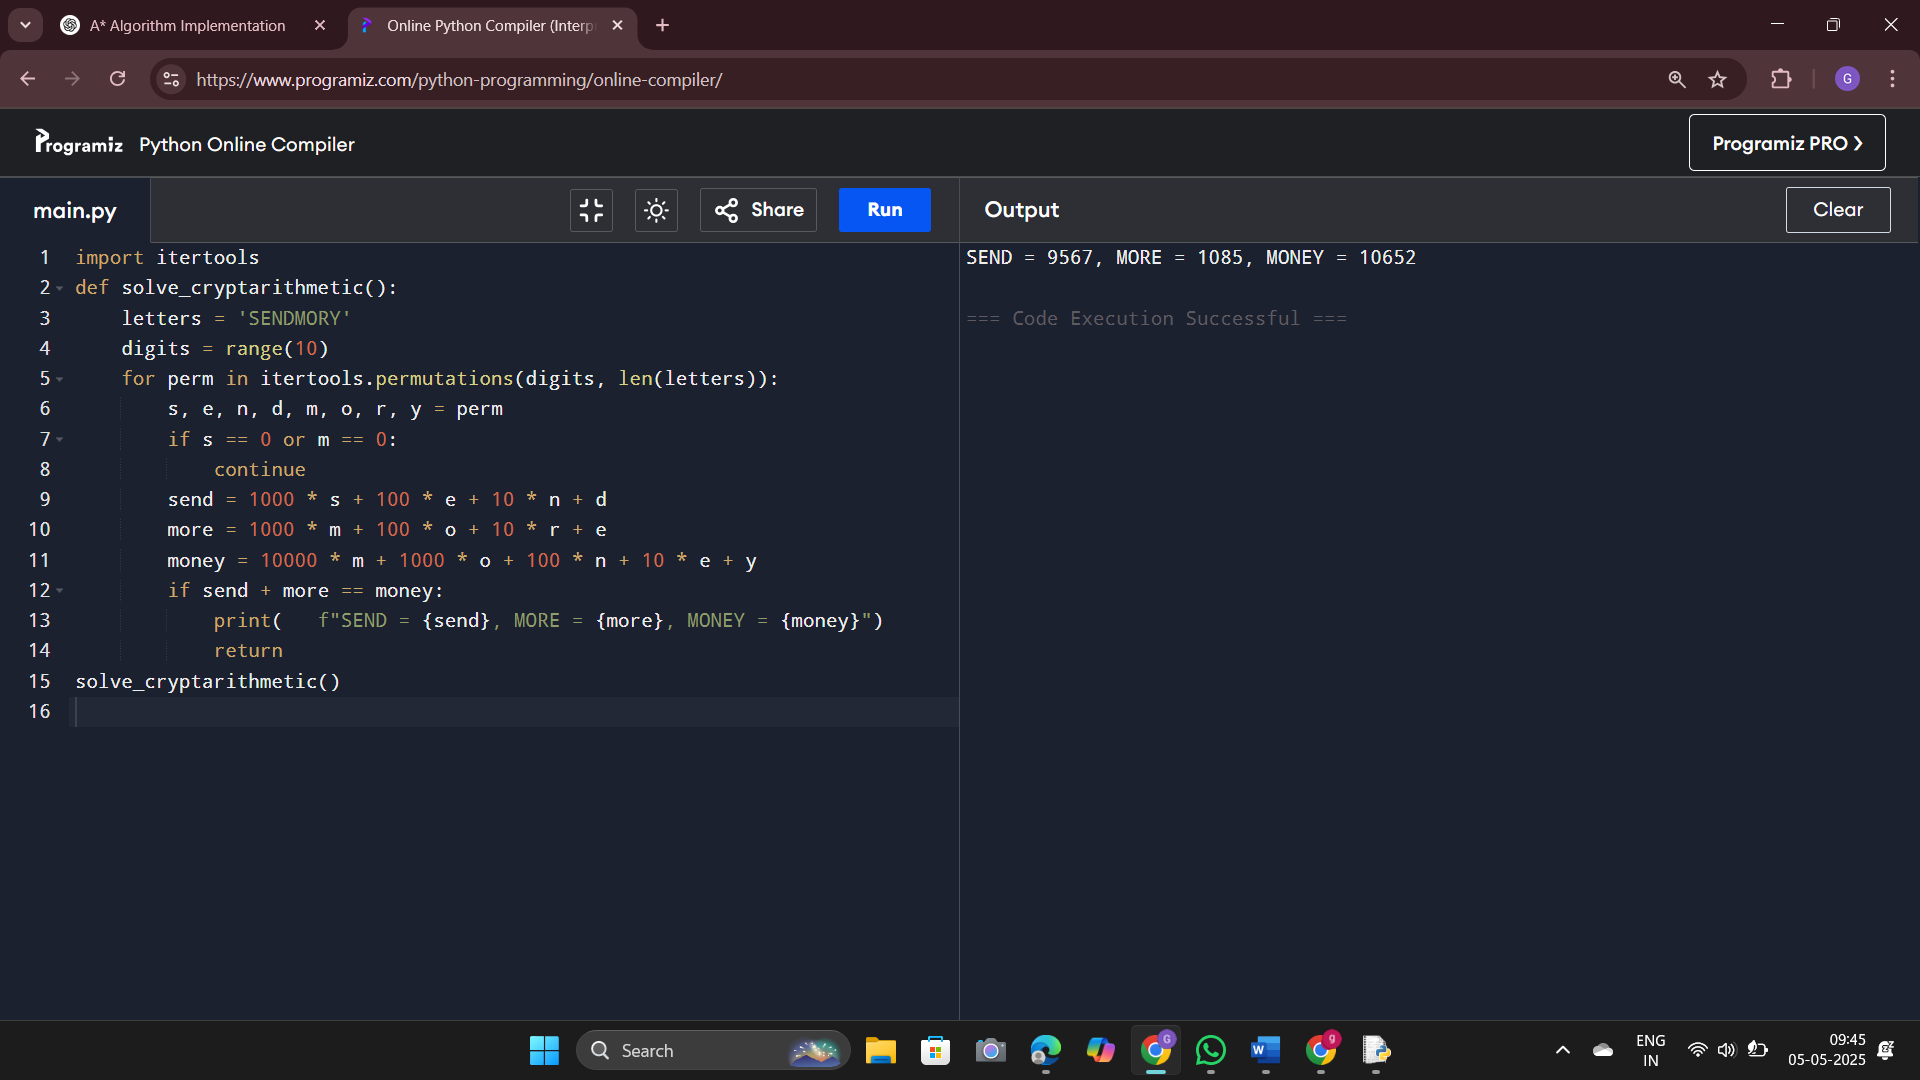 A* Algorithm Implementation
Online Python Compiler (Interp
https://www.programiz.com/python-programming/online-compiler/
G
Programiz Python Online Compiler
Programiz PRO ❯
main.py
Share
Run
Output
Clear
1 import itertools
2 def solve_cryptarithmetic():
3     letters = 'SENDMORY'
4     digits = range(10)
5     for perm in itertools.permutations(digits, len(letters)):
6         s, e, n, d, m, o, r, y = perm
7         if s == 0 or m == 0:
8             continue
9         send = 1000 * s + 100 * e + 10 * n + d
10         more = 1000 * m + 100 * o + 10 * r + e
11         money = 10000 * m + 1000 * o + 100 * n + 10 * e + y
12         if send + more == money:
13             print(   f"SEND = {send}, MORE = {more}, MONEY = {money}")
14             return
15 solve_cryptarithmetic()
16
SEND = 9567, MORE = 1085, MONEY = 10652
=== Code Execution Successful ===
Search
G
W
g
ENG
IN
09:45
05-05-2025